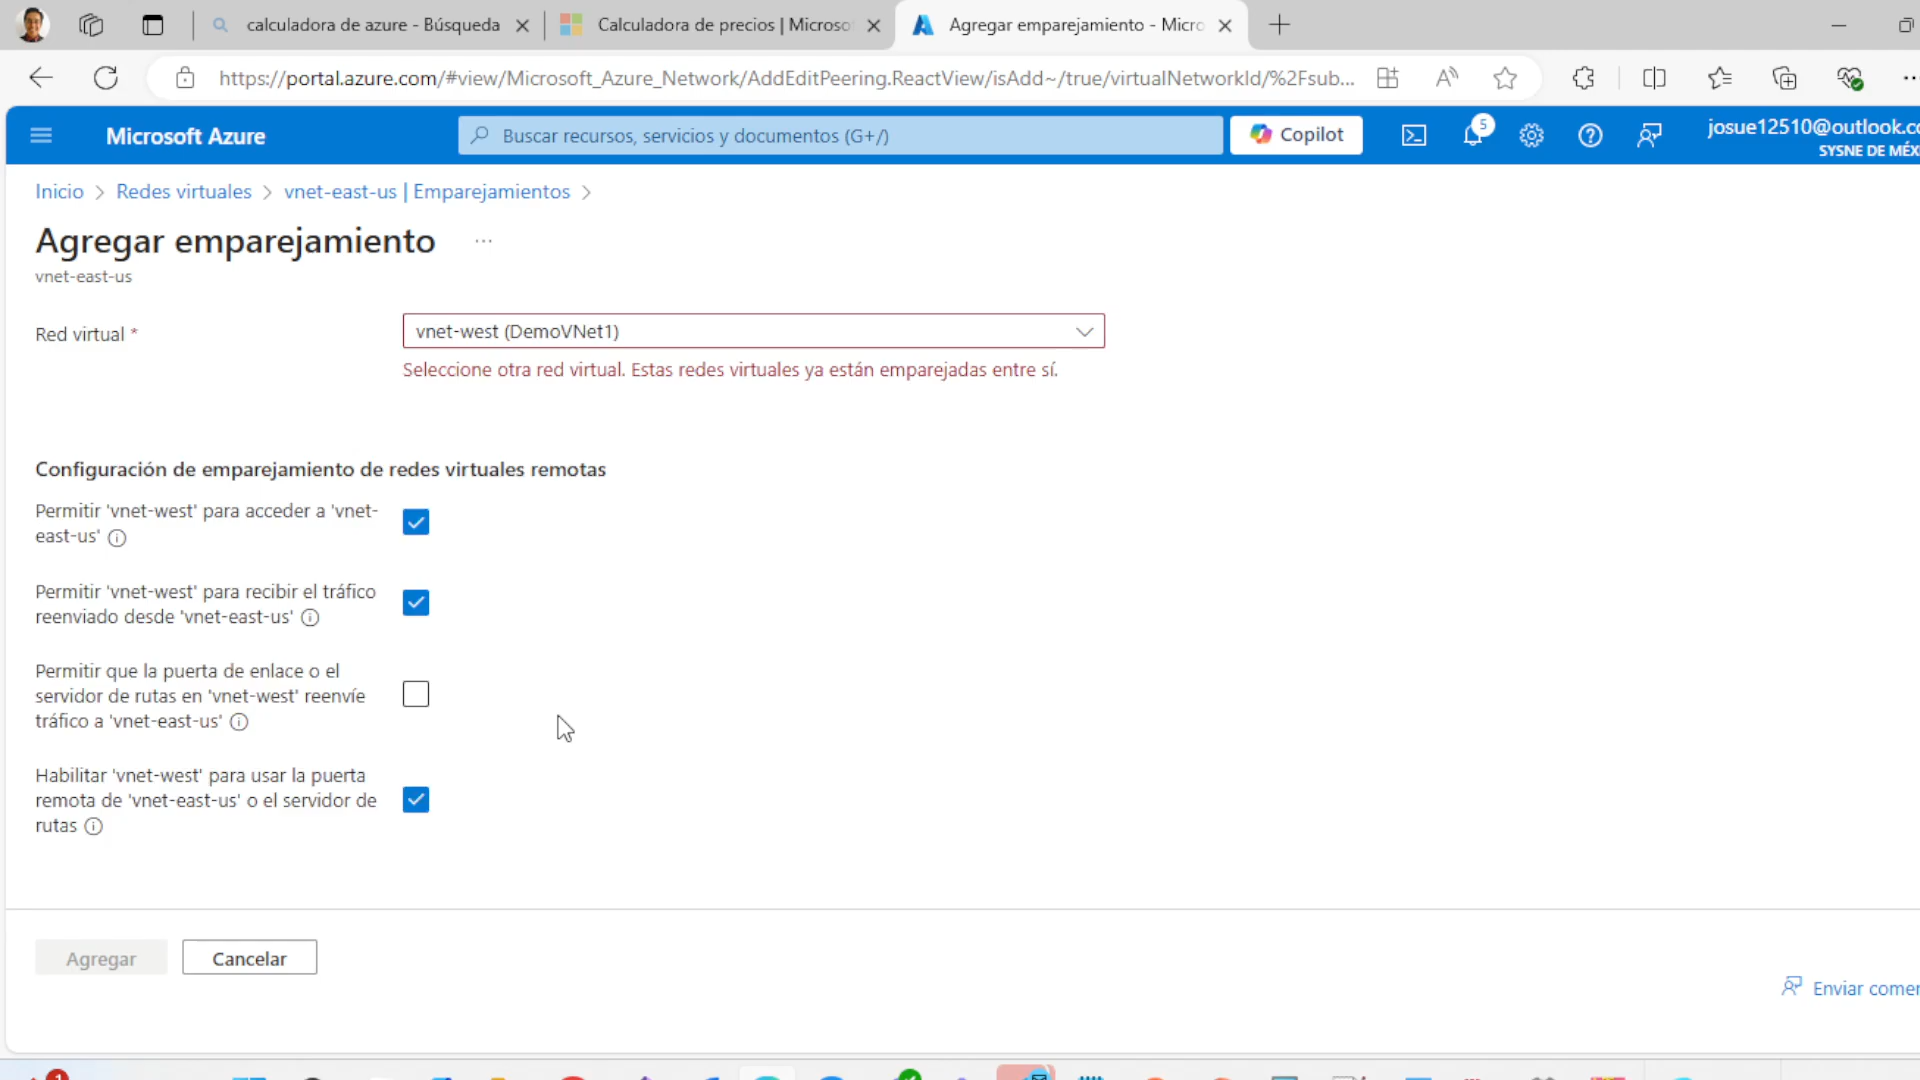 calculadora de azure - Búsqueda
Calculadora de precios | Microso
Agregar emparejamiento - Micro
https://portal.azure.com/#view/Microsoft_Azure_Network/AddEditPeering.ReactView/isAdd~/true/virtualNetworkId/%2Fsub...
Microsoft Azure
Buscar recursos, servicios y documentos (G+/)
Copilot
5
josue12510@outlook.co
SYSNE DE MÉX
Inicio > Redes virtuales > vnet-east-us | Emparejamientos >
Agregar emparejamiento ...
vnet-east-us
Red virtual *
vnet-west (DemoVNet1)
Seleccione otra red virtual. Estas redes virtuales ya están emparejadas entre sí.
Configuración de emparejamiento de redes virtuales remotas
Permitir 'vnet-west' para acceder a 'vnet-
east-us'
Permitir 'vnet-west' para recibir el tráfico
reenviado desde 'vnet-east-us'
Permitir que la puerta de enlace o el
servidor de rutas en 'vnet-west' reenvíe
tráfico a 'vnet-east-us'
Habilitar 'vnet-west' para usar la puerta
remota de 'vnet-east-us' o el servidor de
rutas
Agregar
Cancelar
Enviar comer
1